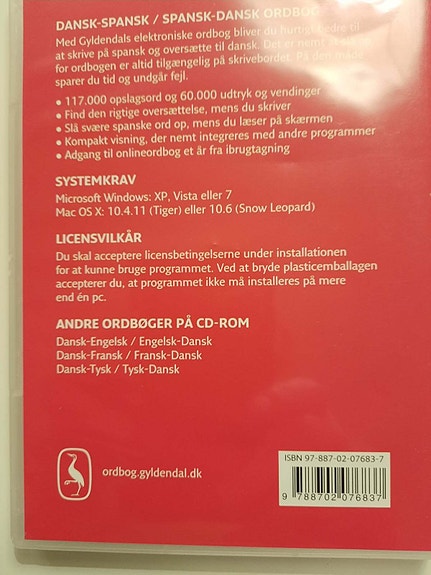 DANSK-SPANSK / SPANSK-DANSK ORDBOG
Med Gyldendals elektroniske ordbog bliver du hurtigt bedre til
at skrive på spansk og oversætte til dansk. Det er nemt at slå op
for ordbogen er altid tilgængelig på skrivebordet. På den måde
sparer du tid og undgår fejl.
• 117.000 opslagsord og 60.000 udtryk og vendinger
• Find den rigtige oversættelse, mens du skriver
• Slå svære spanske ord op, mens du læser på skærmen
• Kompakt visning, der nemt integreres med andre programmer
• Adgang til onlineordbog et år fra ibrugtagning
SYSTEMKRAV
Microsoft Windows: XP, Vista eller 7
Mac OS X: 10.4.11 (Tiger) eller 10.6 (Snow Leopard)
LICENSVILKÅR
Du skal acceptere licensbetingelserne under installationen
for at kunne bruge programmet. Ved at bryde plasticemballagen
accepterer du, at programmet ikke må installeres på mere
end én pc.
ANDRE ORDBØGER PÅ CD-ROM
Dansk-Engelsk / Engelsk-Dansk
Dansk-Fransk / Fransk-Dansk
Dansk-Tysk / Tysk-Dansk
ordbog.gyldendal.dk
ISBN 97-887-02-07683-7
9 788702 076837